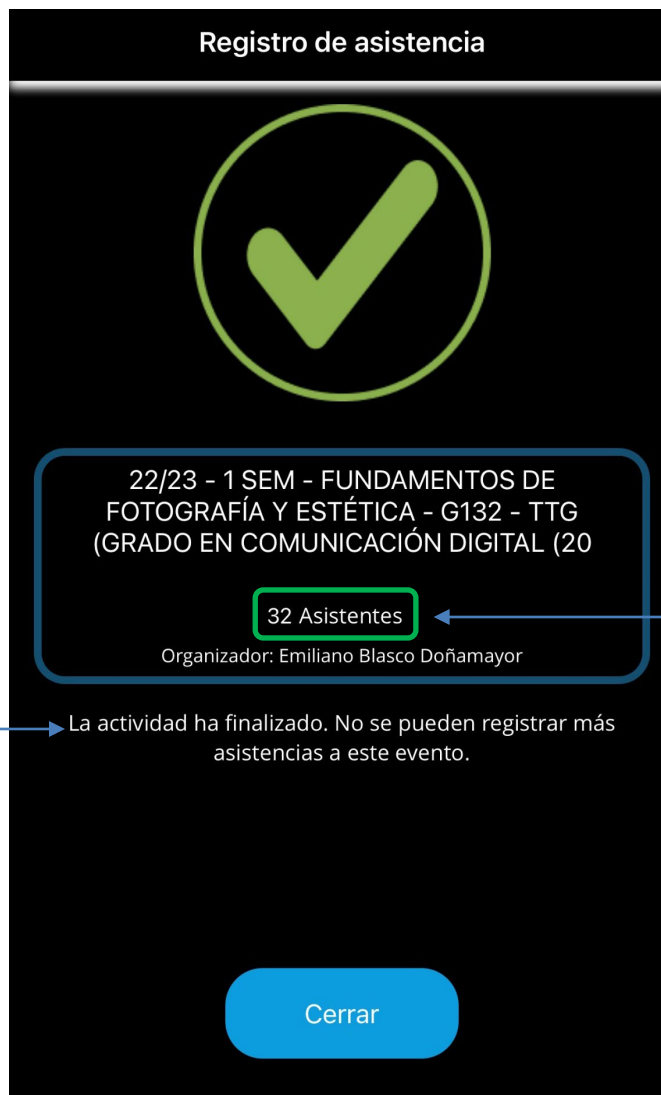 Registro de asistencia
22/23 - 1 SEM - FUNDAMENTOS DE
FOTOGRAFÍA Y ESTÉTICA - G132 - TTG
(GRADO EN COMUNICACIÓN DIGITAL (20
32 Asistentes
Organizador: Emiliano Blasco Doñamayor
La actividad ha finalizado. No se pueden registrar más
asistencias a este evento.
Cerrar